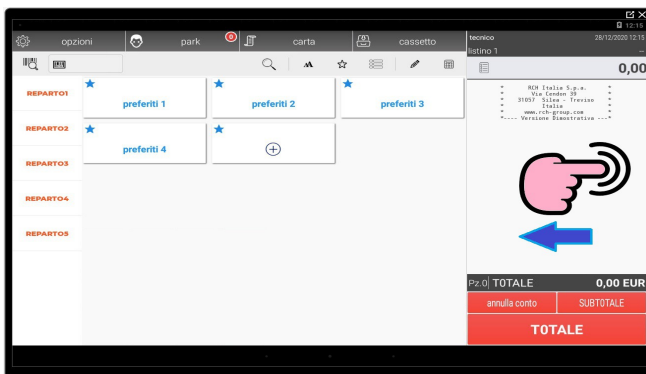 12:15
opzioni
park
0
carta
cassetto
tecnico
28/12/2020 12:15
listino 1
--
0,00
REPARTO1
REPARTO2
REPARTO3
REPARTO4
REPARTO5
preferiti 1
preferiti 2
preferiti 3
preferiti 4
* RCH Italia S.p.a. *
* Via Cendon 39 *
* 31057 Silea - Treviso *
* Italia *
* www.rch-group.com *
*---- Versione Dimostrativa ---*
Pz.0 TOTALE 0,00 EUR
annulla conto
SUBTOTALE
TOTALE